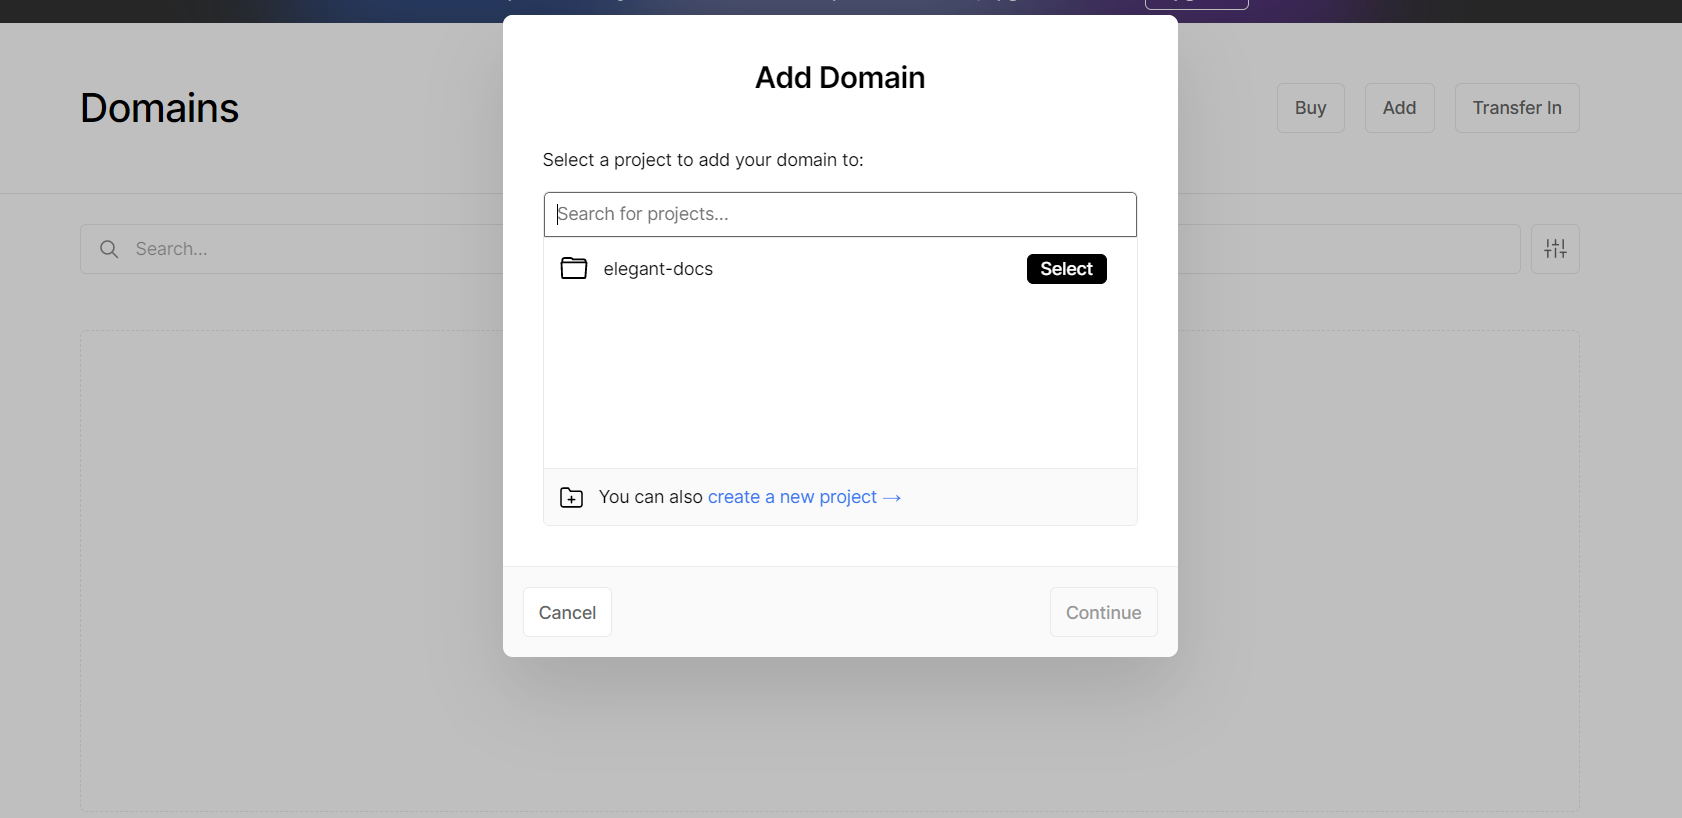 Add Domain
Domains
Buy
Add
Transfer In
Select a project to add your domain to:
Search for projects...
Search...
elegant-docs
Select
You can also create a new project →
Cancel
Continue